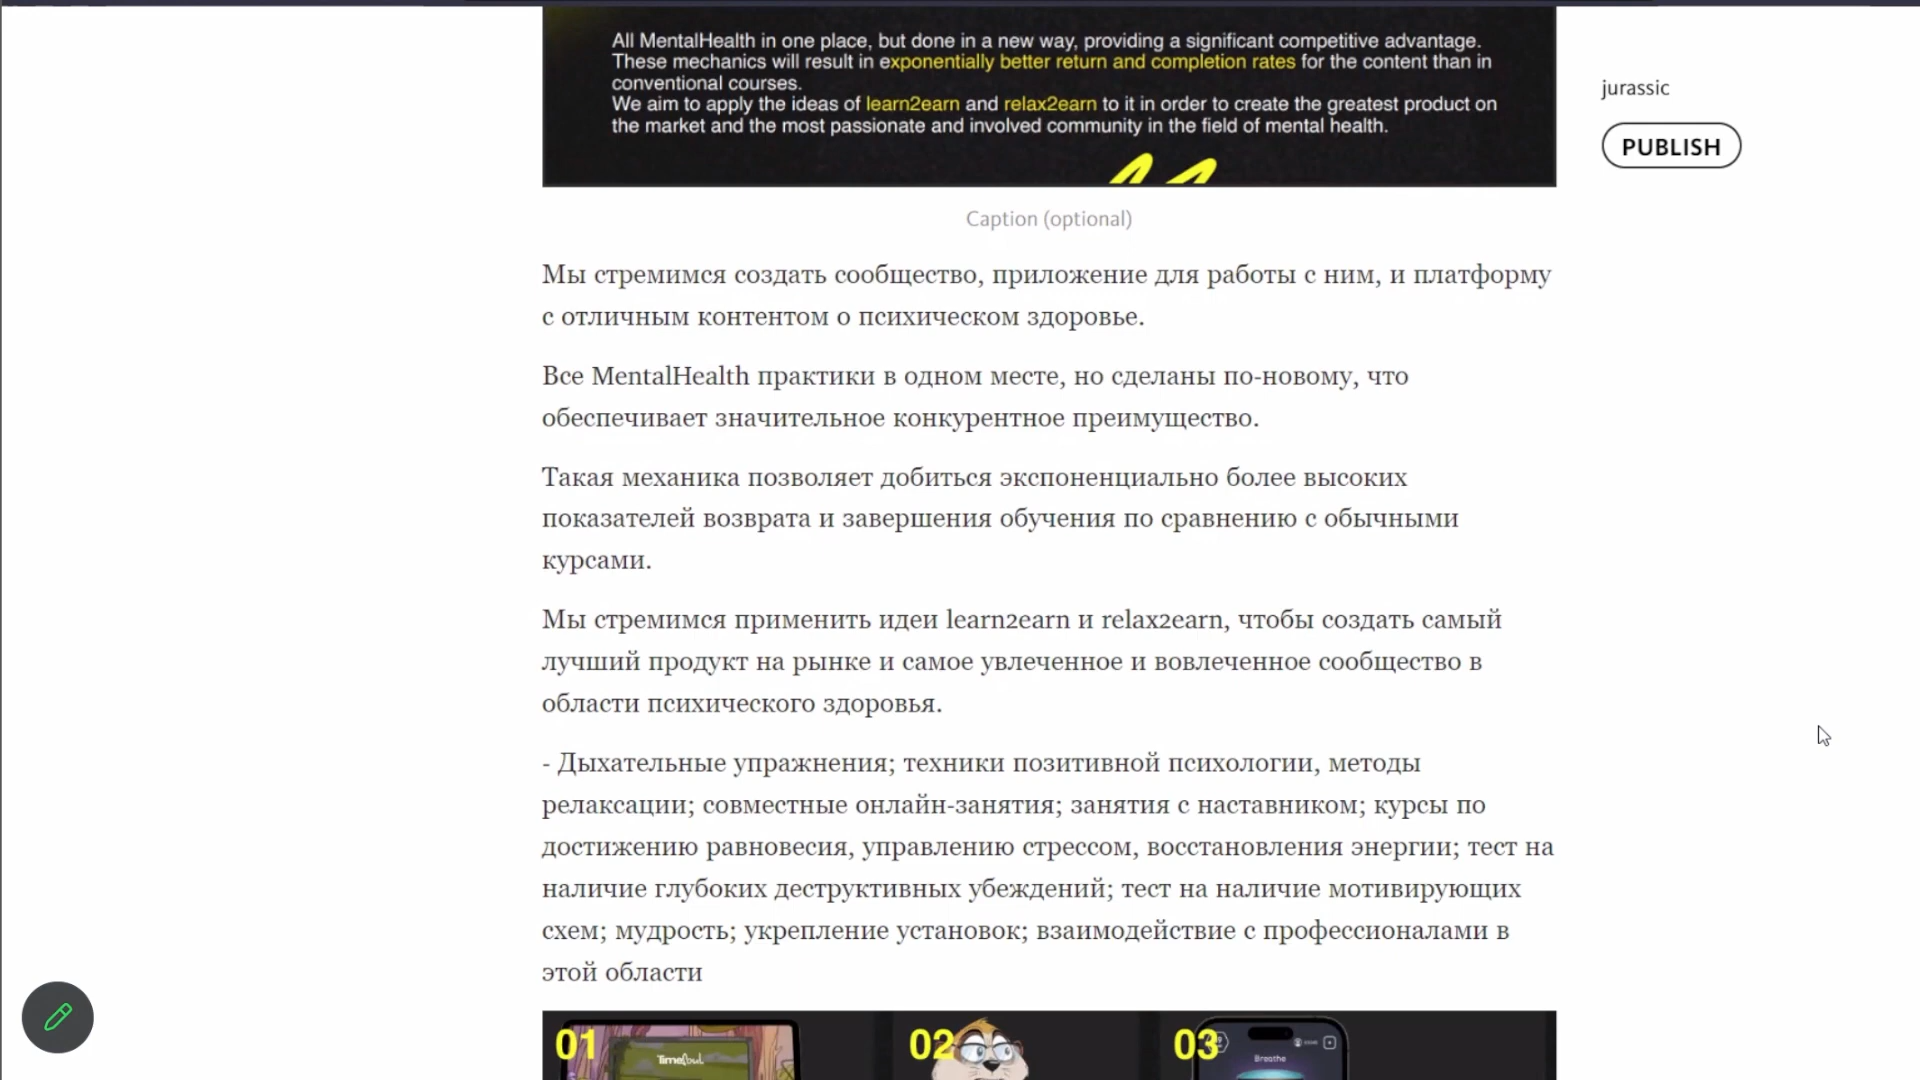 All MentalHealth in one place, but done in a new way, providing a significant competitive advantage.
These mechanics will result in exponentially better return and completion rates for the content than in
conventional courses.
We aim to apply the ideas of learn2earn and relax2earn to it in order to create the greatest product on
the market and the most passionate and involved community in the field of mental health.
jurassic
PUBLISH
Caption (optional)
Мы стремимся создать сообщество, приложение для работы с ним, и платформу
с отличным контентом о психическом здоровье.
Все MentalHealth практики в одном месте, но сделаны по-новому, что
обеспечивает значительное конкурентное преимущество.
Такая механика позволяет добиться экспоненциально более высоких
показателей возврата и завершения обучения по сравнению с обычными
курсами.
Мы стремимся применить идеи learn2earn и relax2earn, чтобы создать самый
лучший продукт на рынке и самое увлеченное и вовлеченное сообщество в
области психического здоровья.
- Дыхательные упражнения; техники позитивной психологии, методы
релаксации; совместные онлайн-занятия; занятия с наставником; курсы по
достижению равновесия, управлению стрессом, восстановления энергии; тест на
наличие глубоких деструктивных убеждений; тест на наличие мотивирующих
схем; мудрость; укрепление установок; взаимодействие с профессионалами в
этой области
01
02
03
Breathe